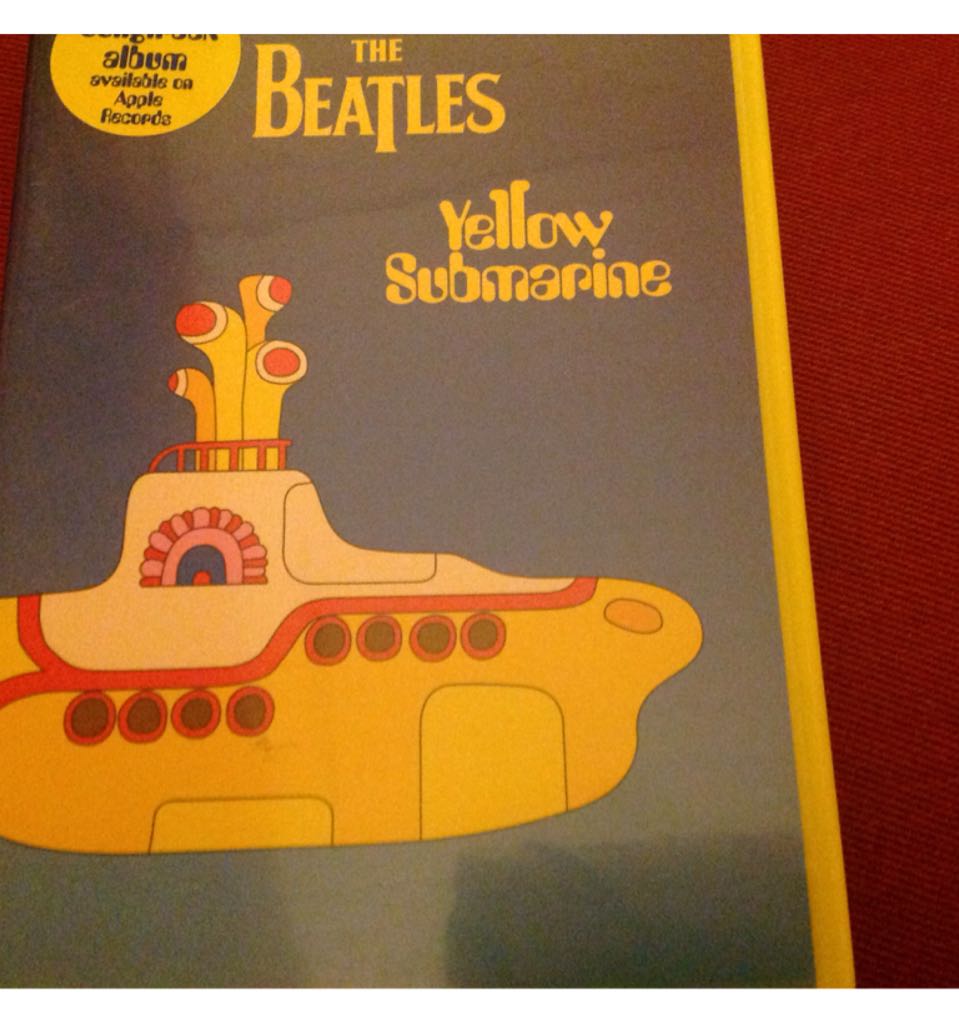 album
available on
Apple
Records
THE
BEATLES
Yellow
Submarine